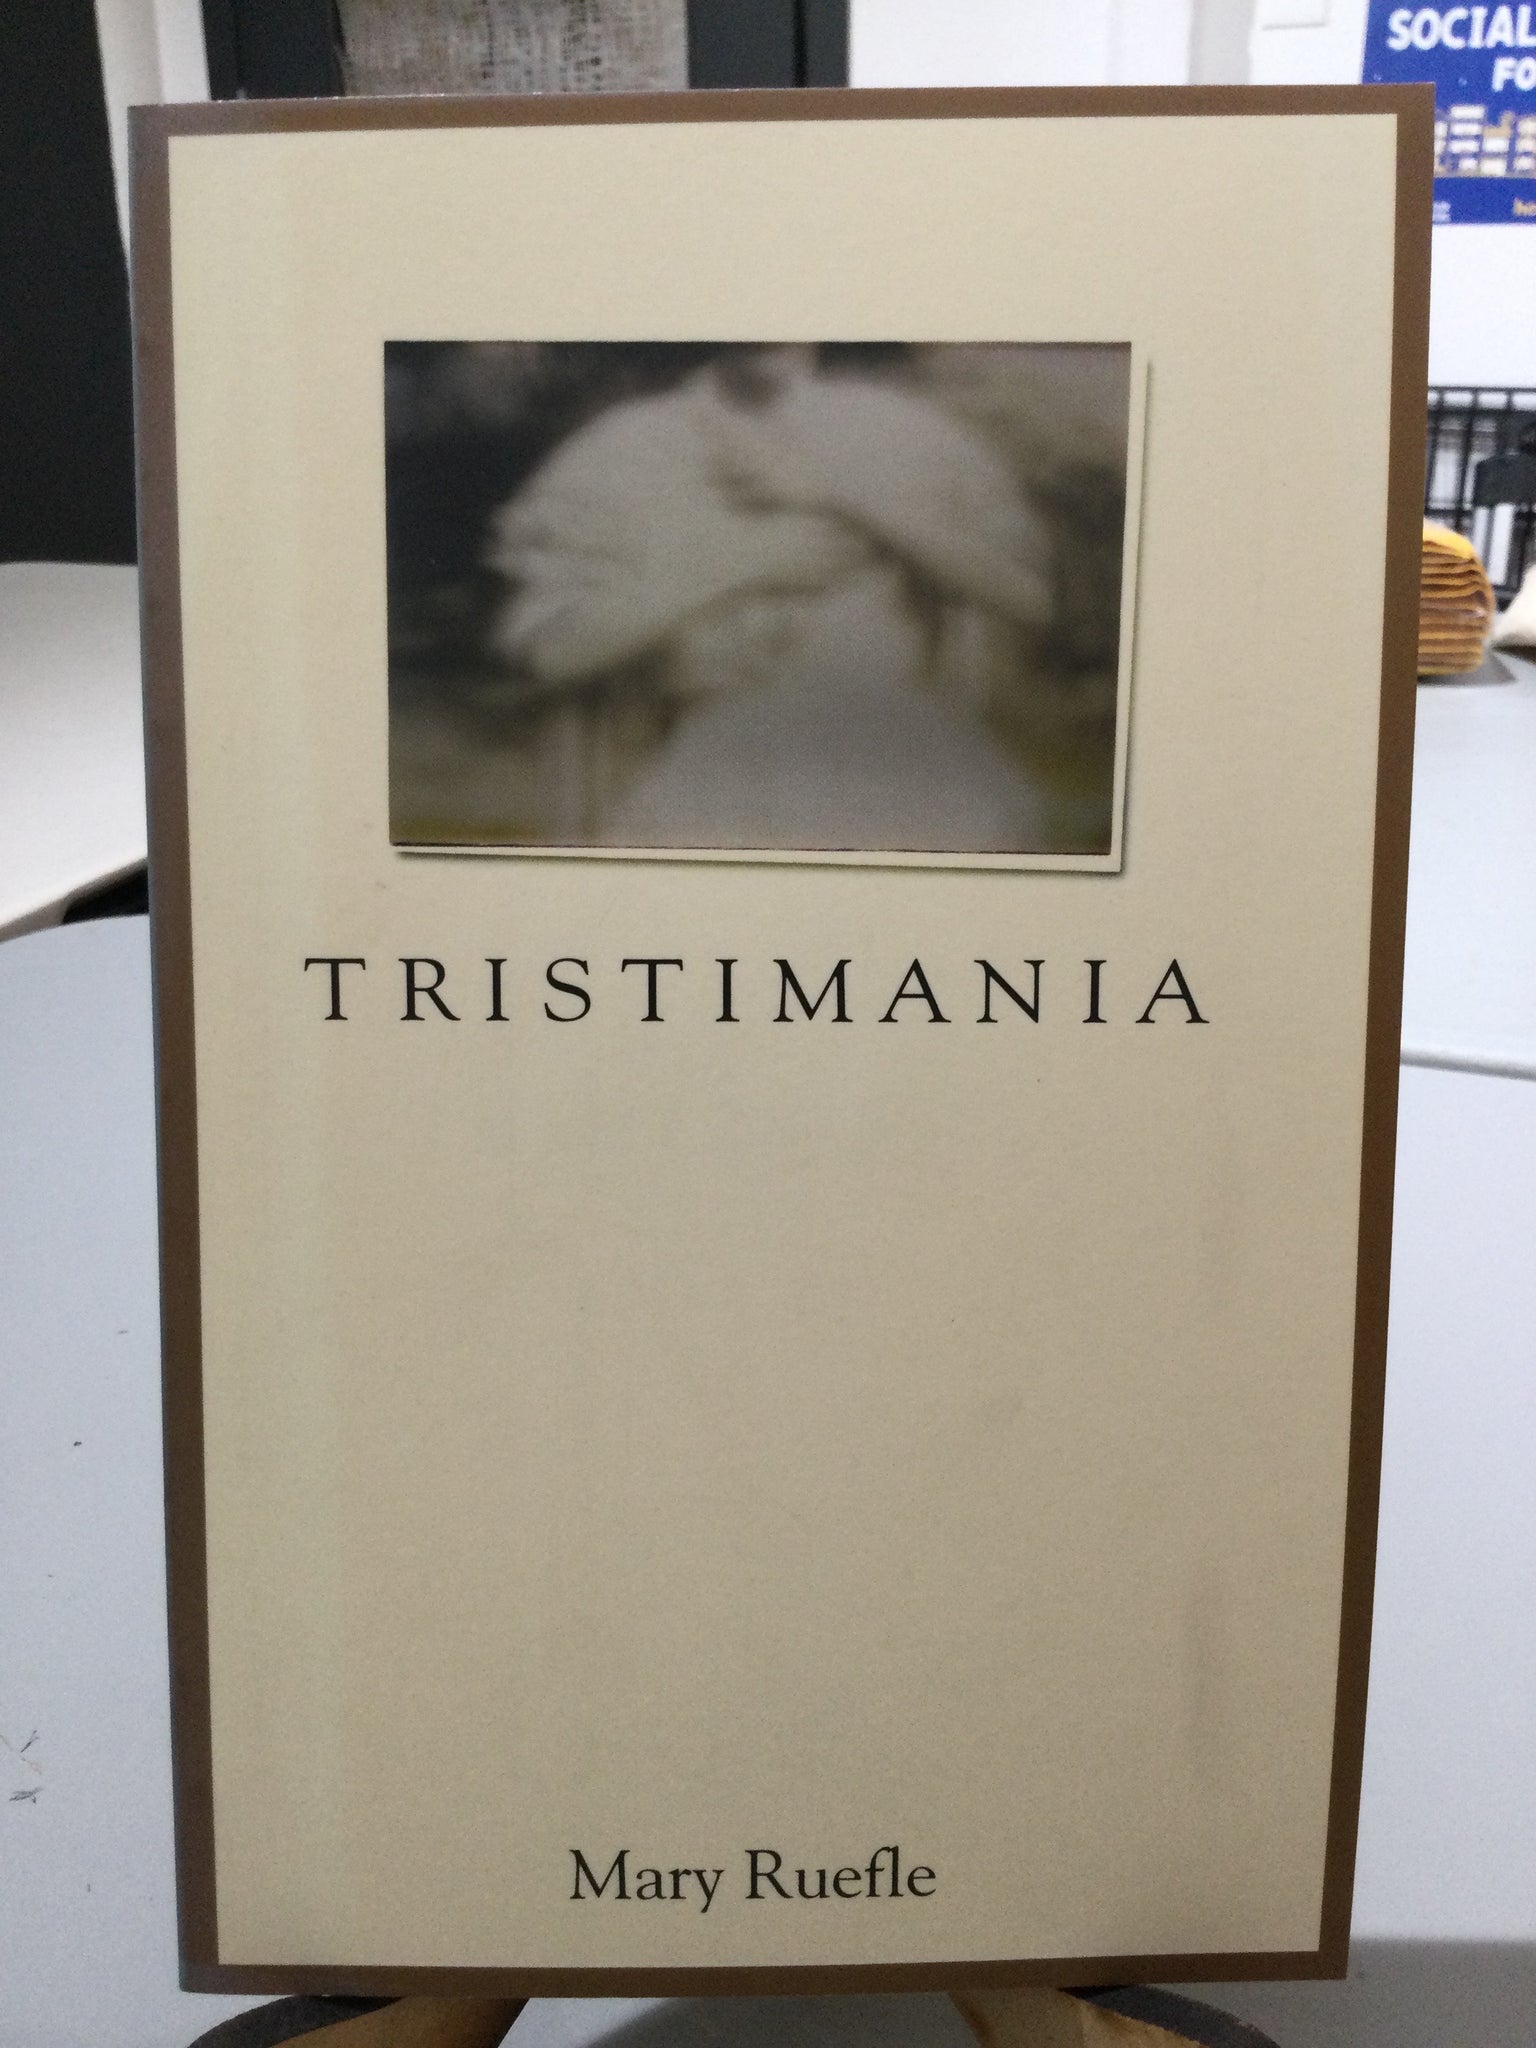 SOCIAL
FO
TRISTIMANIA
Mary Ruefle